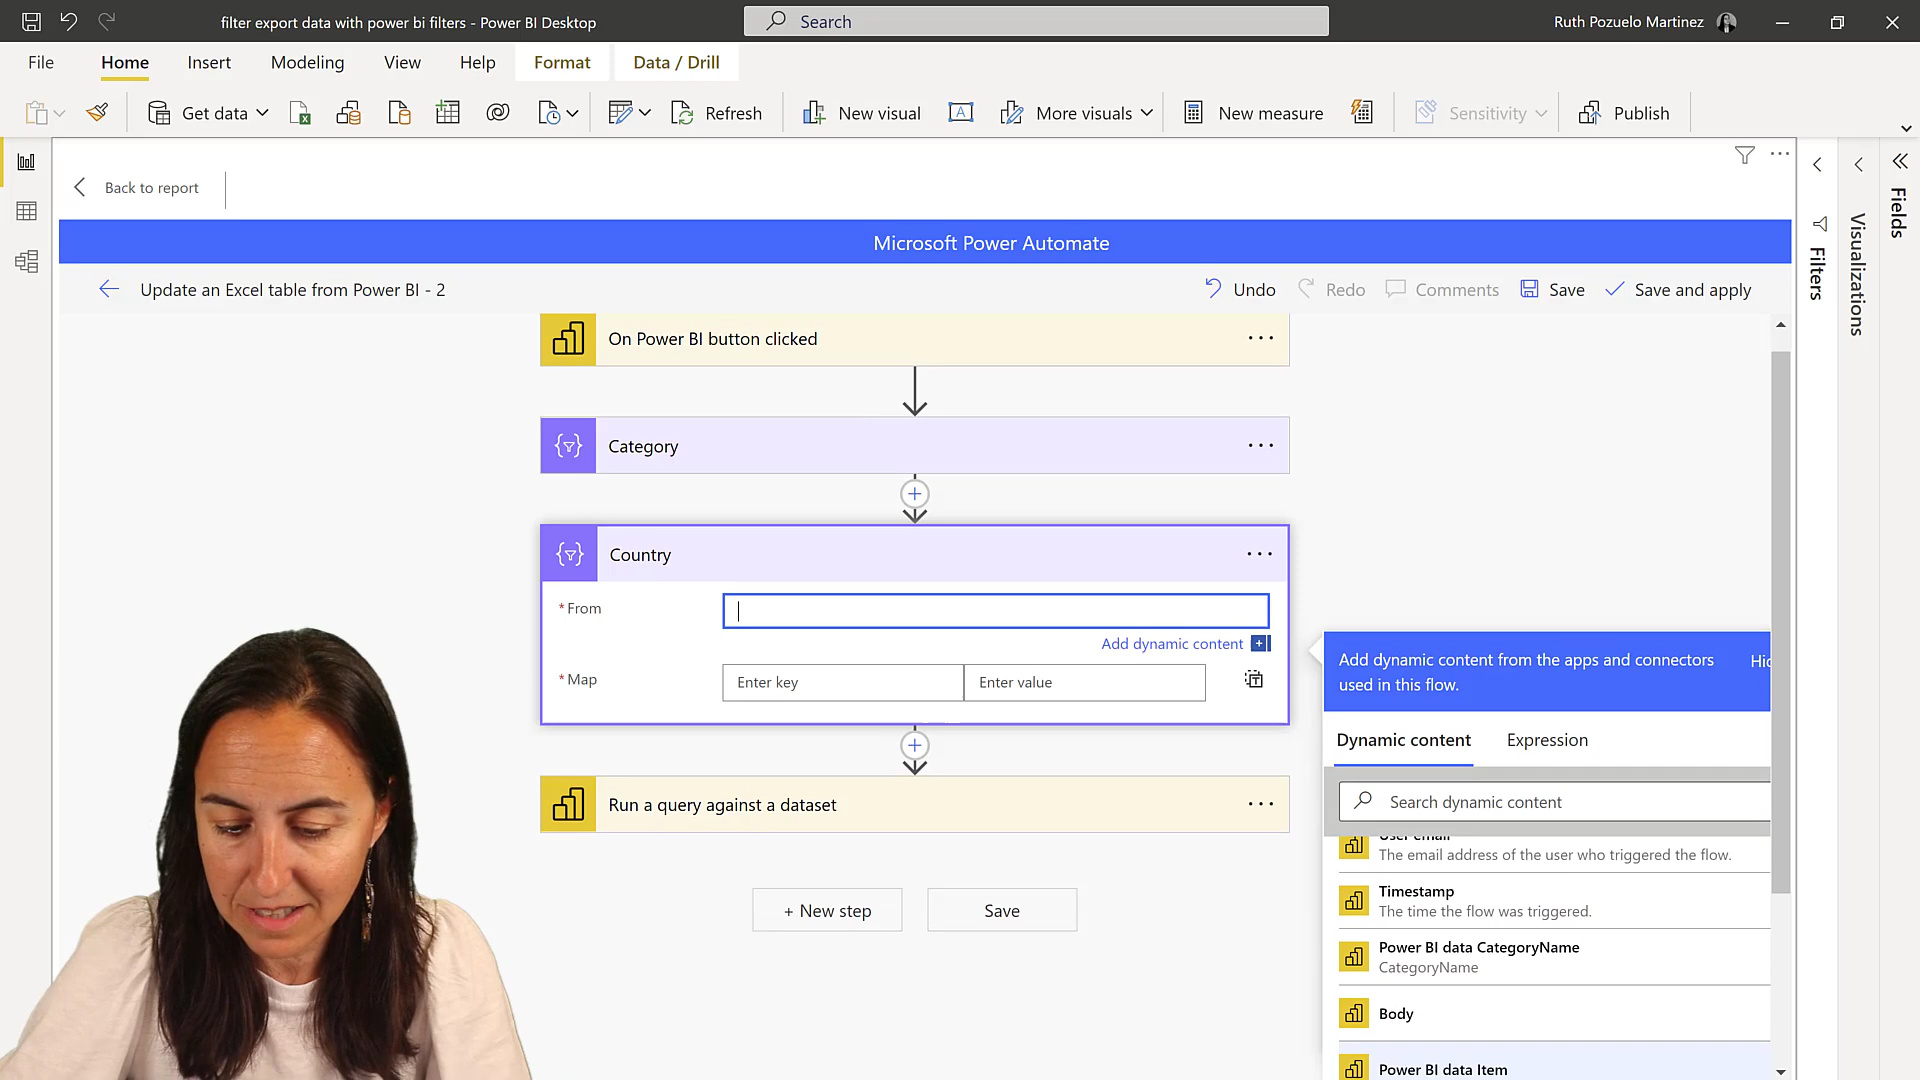 filter export data with power bi filters - Power BI Desktop
Search
Ruth Pozuelo Martinez
File
Home
Insert
Modeling
View
Help
Format
Data / Drill
Get data
Refresh
New visual
More visuals
New measure
Sensitivity
Publish
Back to report
Microsoft Power Automate
Update an Excel table from Power BI - 2
Undo
Redo
Comments
Save
Save and apply
Filters
Visualizations
Fields
On Power BI button clicked
Category
Country
* From
Add dynamic content
* Map
Enter key
Enter value
Run a query against a dataset
+ New step
Save
Add dynamic content from the apps and connectors
used in this flow.
Hid
Dynamic content
Expression
Search dynamic content
User email
The email address of the user who triggered the flow.
Timestamp
The time the flow was triggered.
Power BI data CategoryName
CategoryName
Body
Power BI data Item